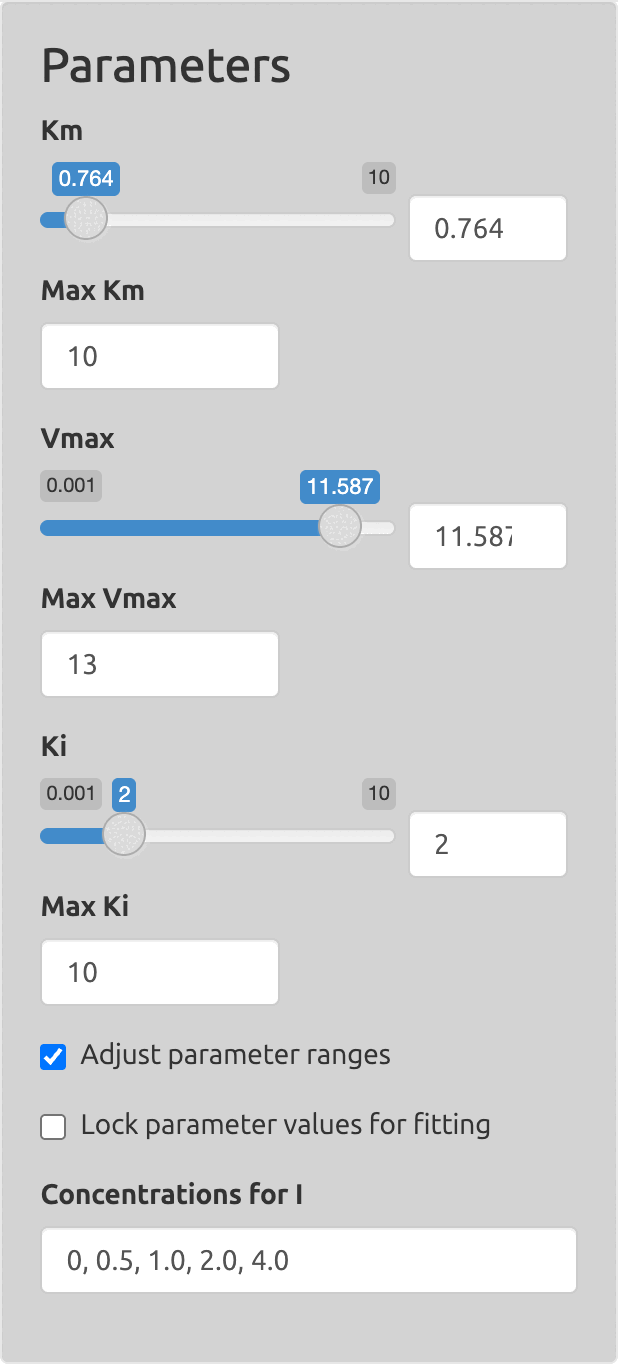 Parameters
Km
0.764 10
0.764
Max Km
10
Vmax
0.001 11.587
11.587
Max Vmax
13
Ki
0.001 2 10
2
Max Ki
10
Adjust parameter ranges
Lock parameter values for fitting
Concentrations for I
0, 0.5, 1.0, 2.0, 4.0